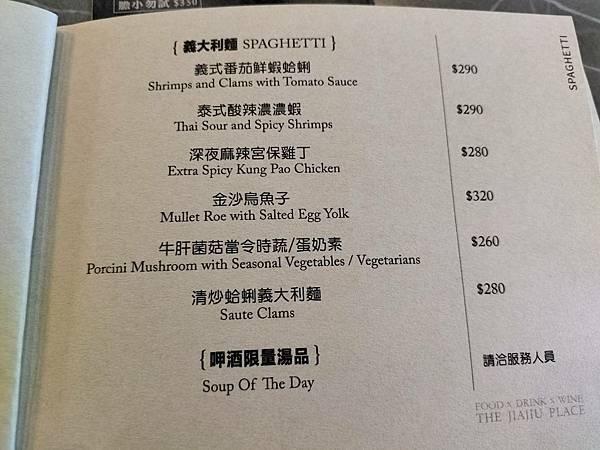 膽小勿試 $350
{ 義大利麵 SPAGHETTI }
SPAGHETTI
義式番茄鮮蝦蛤蜊 $290
Shrimps and Clams with Tomato Sauce
泰式酸辣濃濃蝦 $290
Thai Sour and Spicy Shrimps
深夜麻辣宮保雞丁 $280
Extra Spicy Kung Pao Chicken
金沙烏魚子 $320
Mullet Roe with Salted Egg Yolk
牛肝菌菇當令時蔬/蛋奶素 $260
Porcini Mushroom with Seasonal Vegetables / Vegetarians
清炒蛤蜊義大利麵 $280
Saute Clams
{ 呷酒限量湯品 } 請洽服務人員
Soup Of The Day
FOOD x DRINK x WINE
THE JIAJIU PLACE